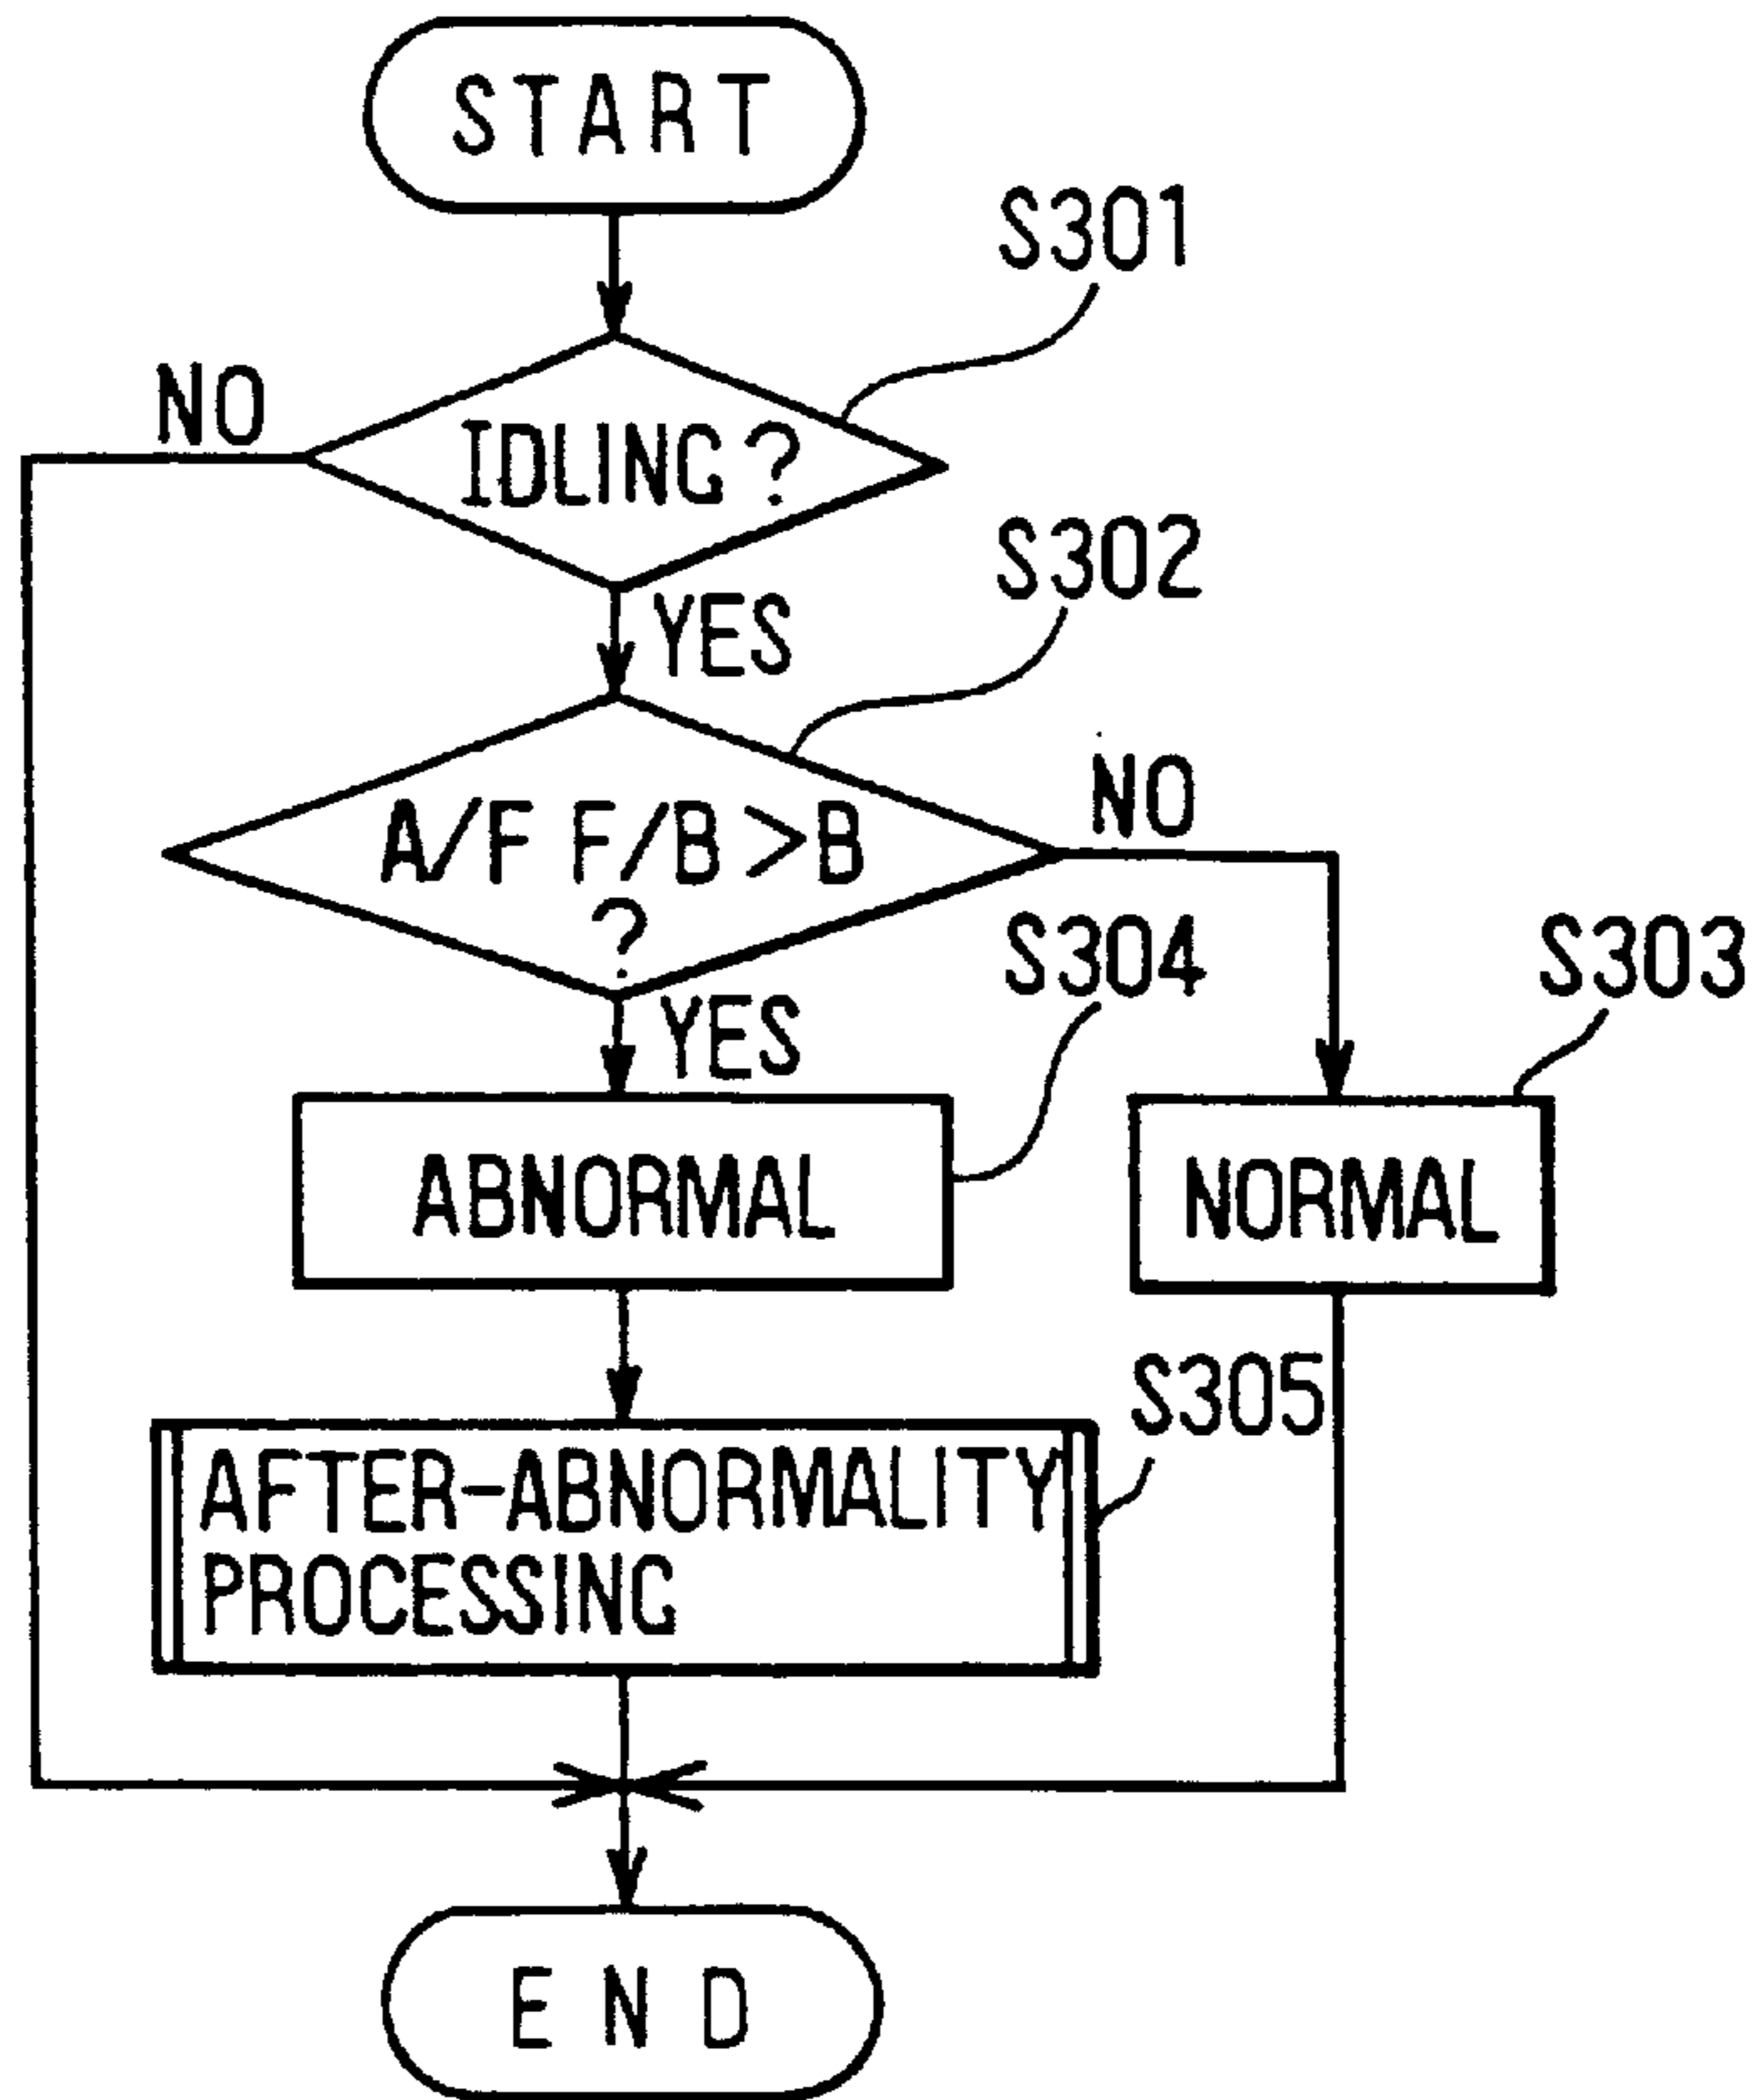 START
S301
NO
IDLING?
S302
YES
A/F F/B>B
?
NO
YES
S304
S303
ABNORMAL
NORMAL
S305
AFTER-ABNORMALITY
PROCESSING
END